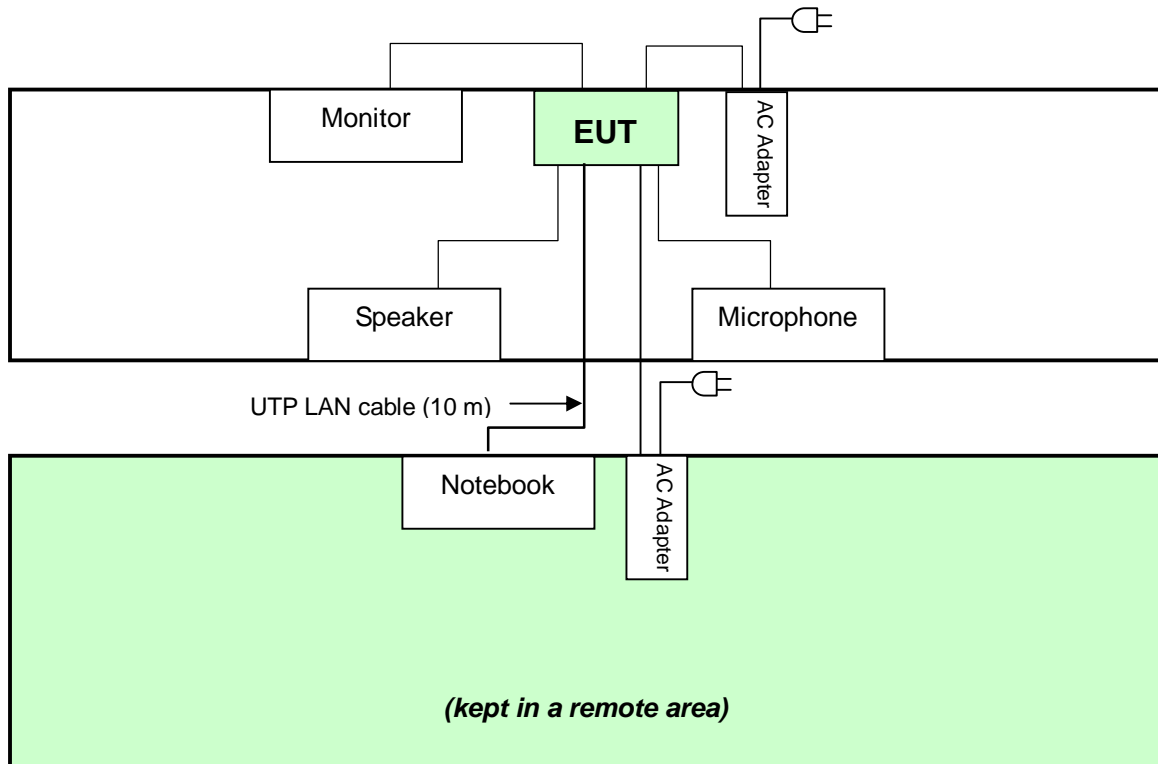 Monitor
EUT
AC Adapter
Speaker
Microphone
UTP LAN cable (10 m)
Notebook
AC Adapter
(kept in a remote area)